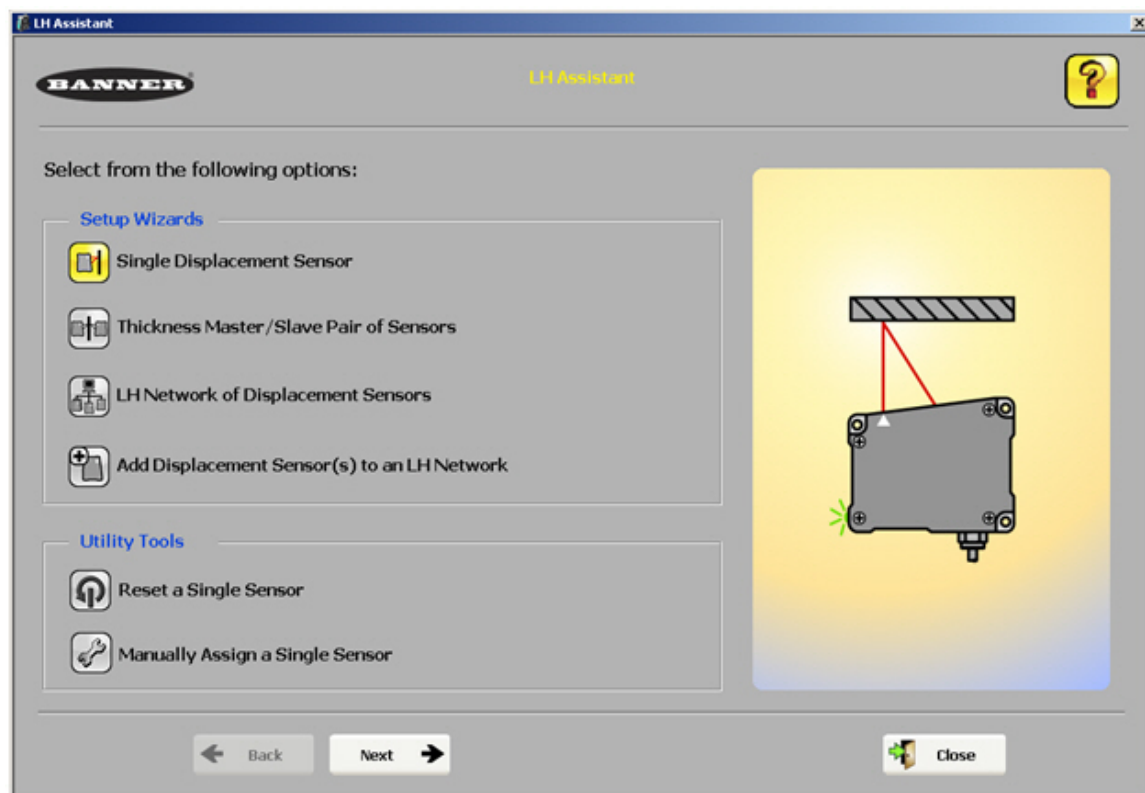 LH Assistant
BANNER
LH Assistant
?
Select from the following options:
Setup Wizards
Single Displacement Sensor
Thickness Master/Slave Pair of Sensors
LH Network of Displacement Sensors
Add Displacement Sensor(s) to an LH Network
Utility Tools
Reset a Single Sensor
Manually Assign a Single Sensor
Back
Next
Close